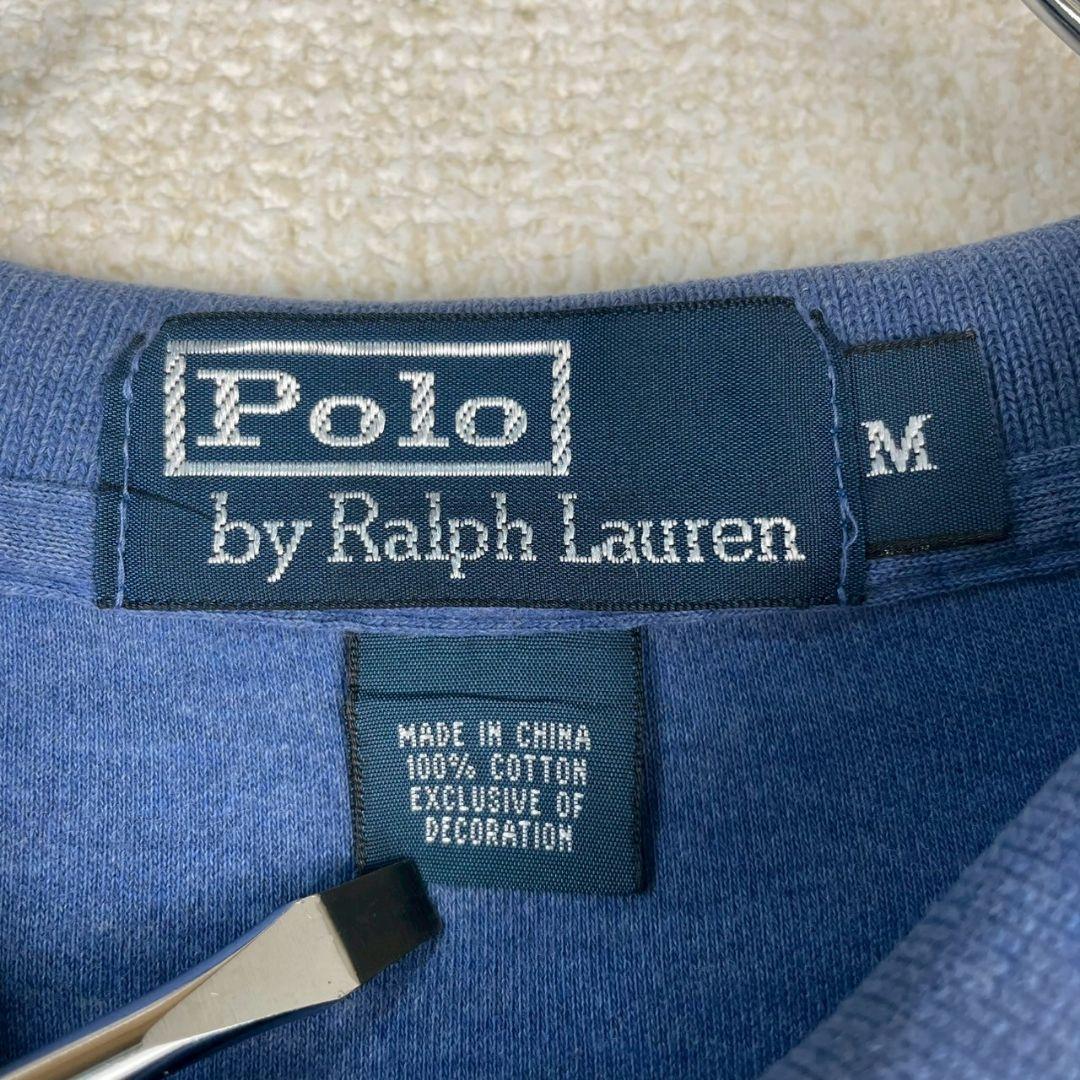 Polo
by Ralph Lauren
M
MADE IN CHINA
100% COTTON
EXCLUSIVE OF
DECORATION